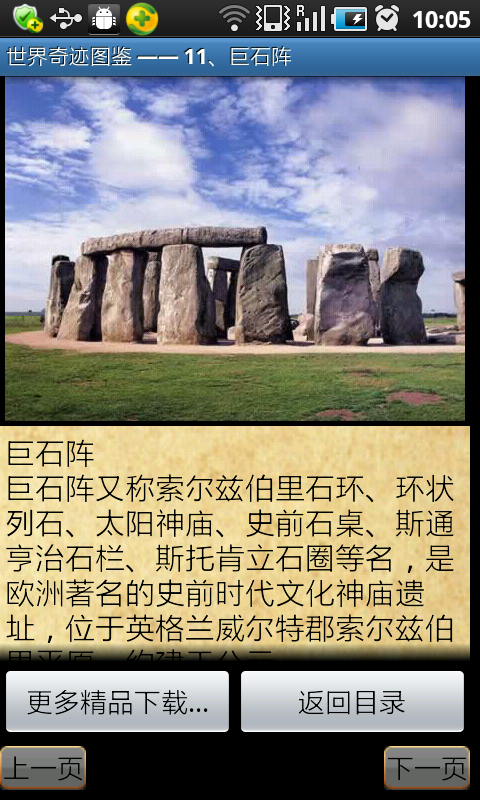 10:05
世界奇迹图鉴 —— 11、巨石阵
巨石阵
巨石阵又称索尔兹伯里石环、环状
列石、太阳神庙、史前石桌、斯通
亨治石栏、斯托肯立石圈等名，是
欧洲著名的史前时代文化神庙遗
址，位于英格兰威尔特郡索尔兹伯
更多精品下载...
返回目录
上一页
下一页